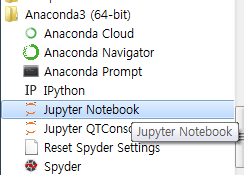 Anaconda3 (64-bit)
Anaconda Cloud
Anaconda Navigator
Anaconda Prompt
IP IPython
Jupyter Notebook
Jupyter QTConso
Jupyter Notebook
Reset Spyder Settings
Spyder